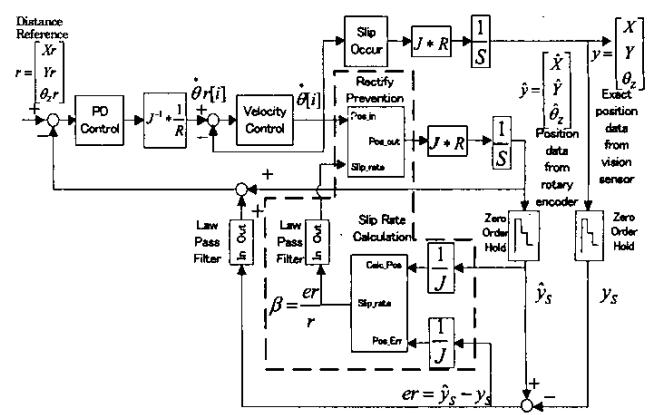 Distance
Reference
r = [Xr
Yr
θzr]
+
−
PD
Control
J⁻¹ * 1/R
θ̇r[i]
+
−
Velocity
Control
θ̇[i]
Slip
Occur
J * R
1/S
y = [X
Y
θz]
Exact
position
data
from
vision
sensor
ŷ = [X̂
Ŷ
θ̂z]
Position
data
from
rotary
encoder
Rectify
Prevention
Pos_in
Pos_out
Slip_rate
J * R
1/S
+
+
Law
Pass
Filter
In Out
Law
Pass
Filter
In Out
Slip Rate
Calculation
Calc_Pos
Slip_rate
Pos_Err
1/J
1/J
β = er/r
Zero
Order
Hold
Zero
Order
Hold
ŷs
ys
+
−
er = ŷs − ys